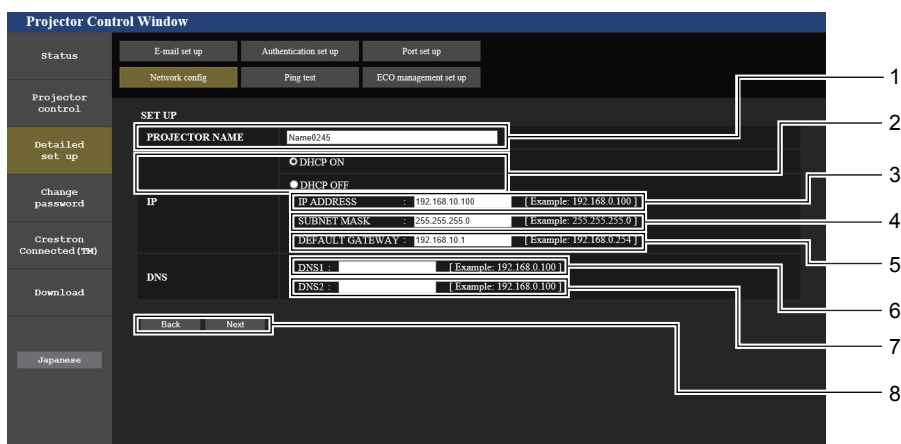 Projector Control Window
Status
Projector
control
Detailed
set up
Change
password
Crestron
Connected(TM)
Download
Japanese
E-mail set up
Authentication set up
Port set up
Network config
Ping test
ECO management set up
SET UP
PROJECTOR NAME Name0245
DHCP ON
DHCP OFF
IP
IP ADDRESS : 192.168.10.100 [ Example: 192.168.0.100 ]
SUBNET MASK : 255.255.255.0 [ Example: 255.255.255.0 ]
DEFAULT GATEWAY : 192.168.10.1 [ Example: 192.168.0.254 ]
DNS
DNS1 : [ Example: 192.168.0.100 ]
DNS2 : [ Example: 192.168.0.100 ]
Back Next
1
2
3
4
5
6
7
8